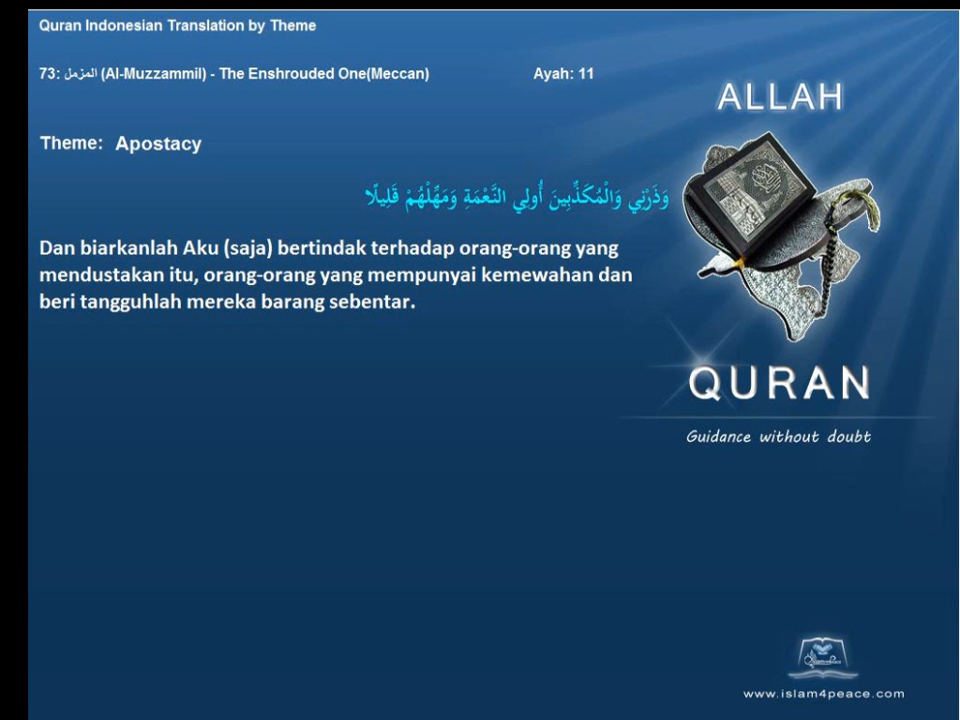 Quran Indonesian Translation by Theme
73: المزمل (Al-Muzzammil) - The Enshrouded One(Meccan) Ayah: 11
ALLAH
Theme: Apostacy
وَذَرْنِي وَالْمُكَذِّبِينَ أُولِي النَّعْمَةِ وَمَهِّلْهُمْ قَلِيلًا
Dan biarkanlah Aku (saja) bertindak terhadap orang-orang yang
mendustakan itu, orang-orang yang mempunyai kemewahan dan
beri tangguhlah mereka barang sebentar.
QURAN
Guidance without doubt
www.islam4peace.com